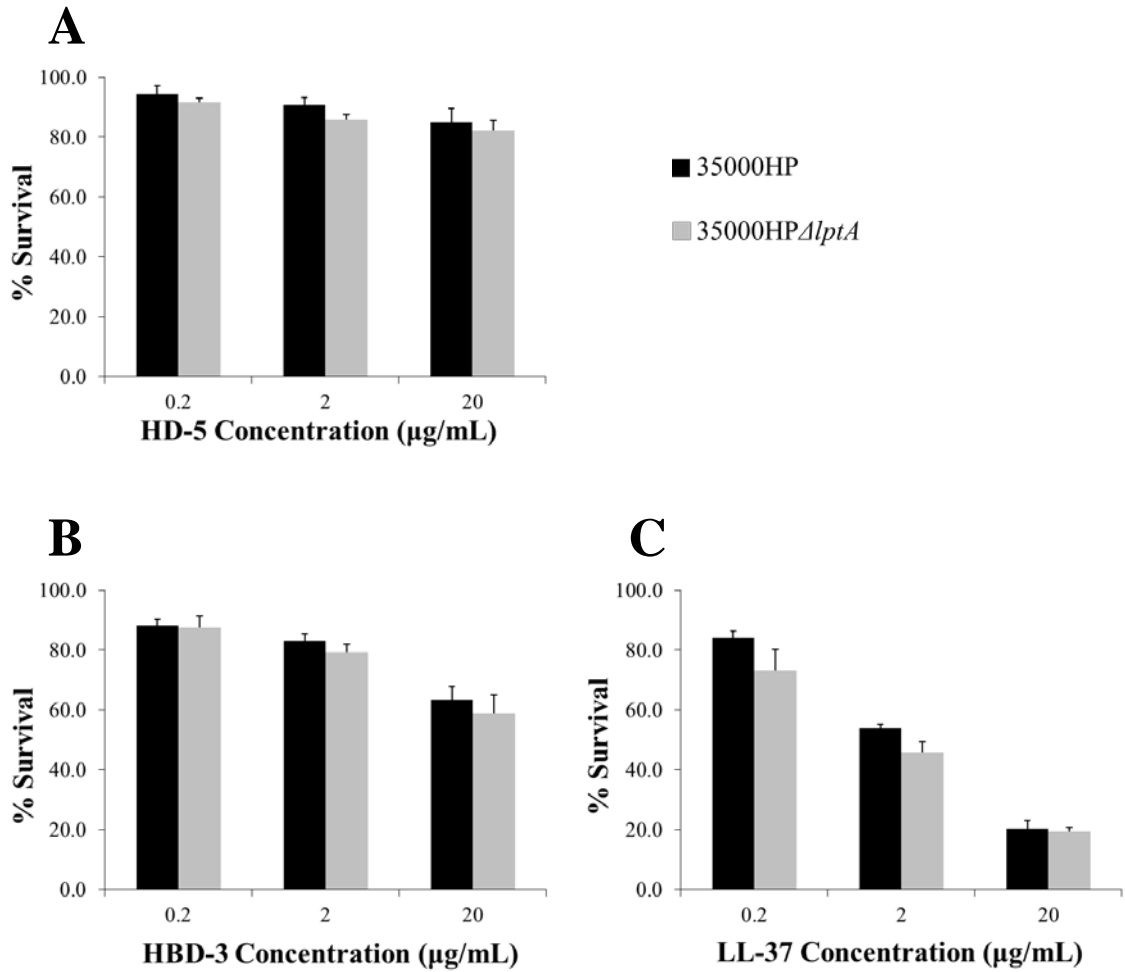 A
100.0
80.0
60.0
40.0
20.0
0.0
% Survival
0.2 2 20
HD-5 Concentration (µg/mL)
35000HP
35000HPΔlptA
B
100.0
80.0
60.0
40.0
20.0
0.0
% Survival
0.2 2 20
HBD-3 Concentration (µg/mL)
C
100.0
80.0
60.0
40.0
20.0
0.0
% Survival
0.2 2 20
LL-37 Concentration (µg/mL)